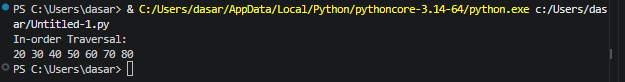 PS C:\Users\dasar> & C:/Users/dasar/AppData/Local/Python/pythoncore-3.14-64/python.exe c:/Users/das
ar/Untitled-1.py
In-order Traversal:
20 30 40 50 60 70 80
PS C:\Users\dasar>